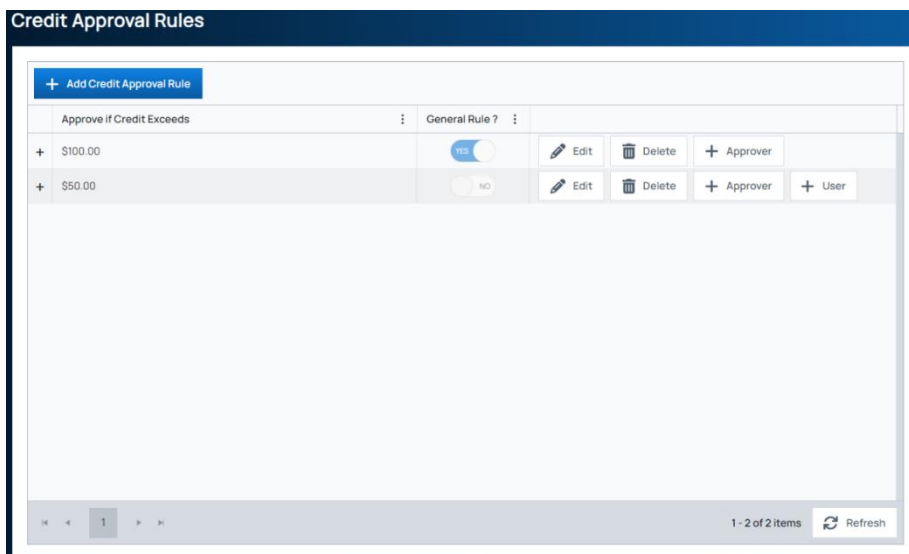 Credit Approval Rules
+ Add Credit Approval Rule
Approve if Credit Exceeds General Rule ?
+ $100.00 YES Edit Delete + Approver
+ $50.00 NO Edit Delete + Approver + User
1 1 - 2 of 2 items Refresh